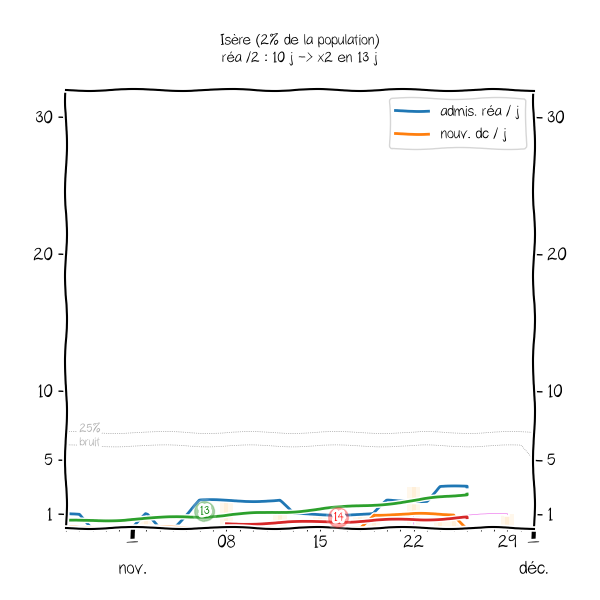 Isère (2% de la population)
réa /2 : 10 j -> x2 en 13 j
admis. réa / j
nouv. dc / j
30
30
20
20
10
10
25%
bruit
5
5
13
14
1
1
08
15
22
29
nov.
déc.